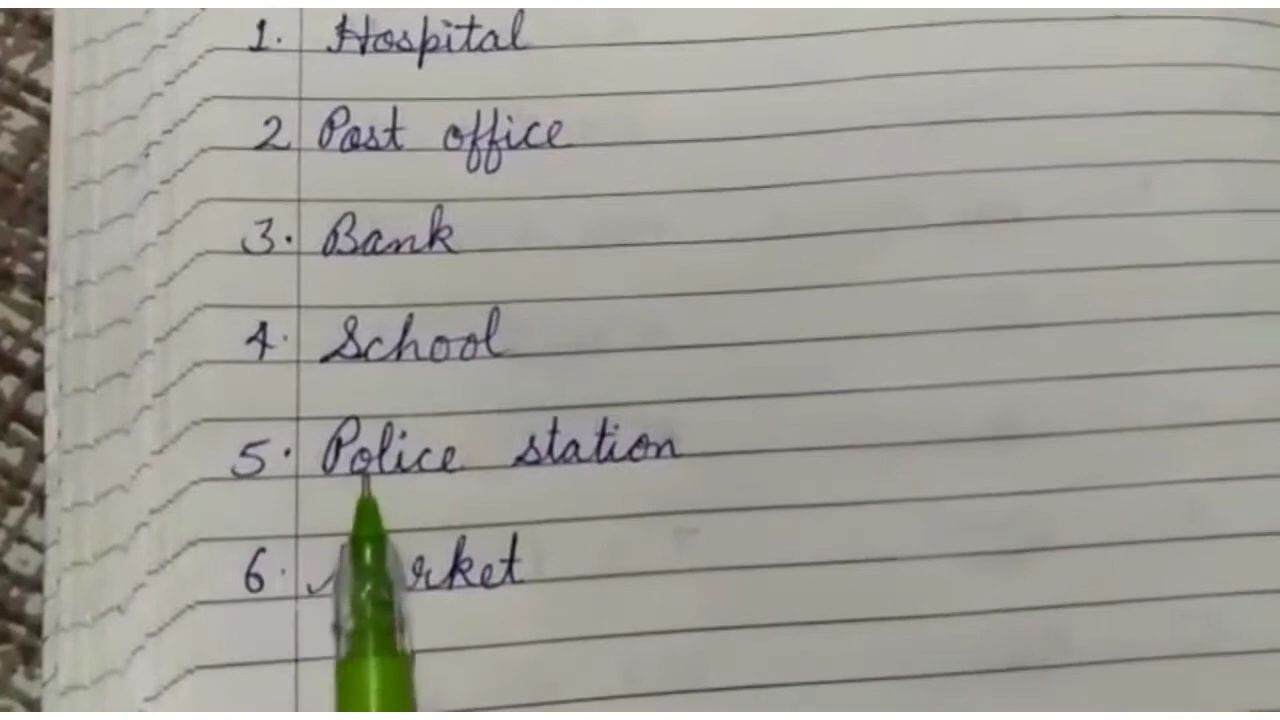 1. Hospital
2 Post office
3. Bank
4. School
5. Police station
6.